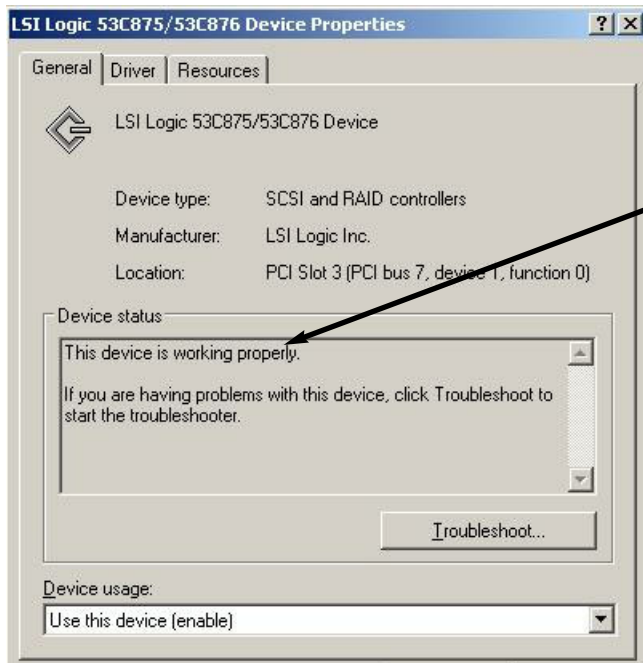 LSI Logic 53C875/53C876 Device Properties
General
Driver
Resources
LSI Logic 53C875/53C876 Device
Device type: SCSI and RAID controllers
Manufacturer: LSI Logic Inc.
Location: PCI Slot 3 (PCI bus 7, device 1, function 0)
Device status
This device is working properly.
If you are having problems with this device, click Troubleshoot to
start the troubleshooter.
Troubleshoot...
Device usage:
Use this device (enable)